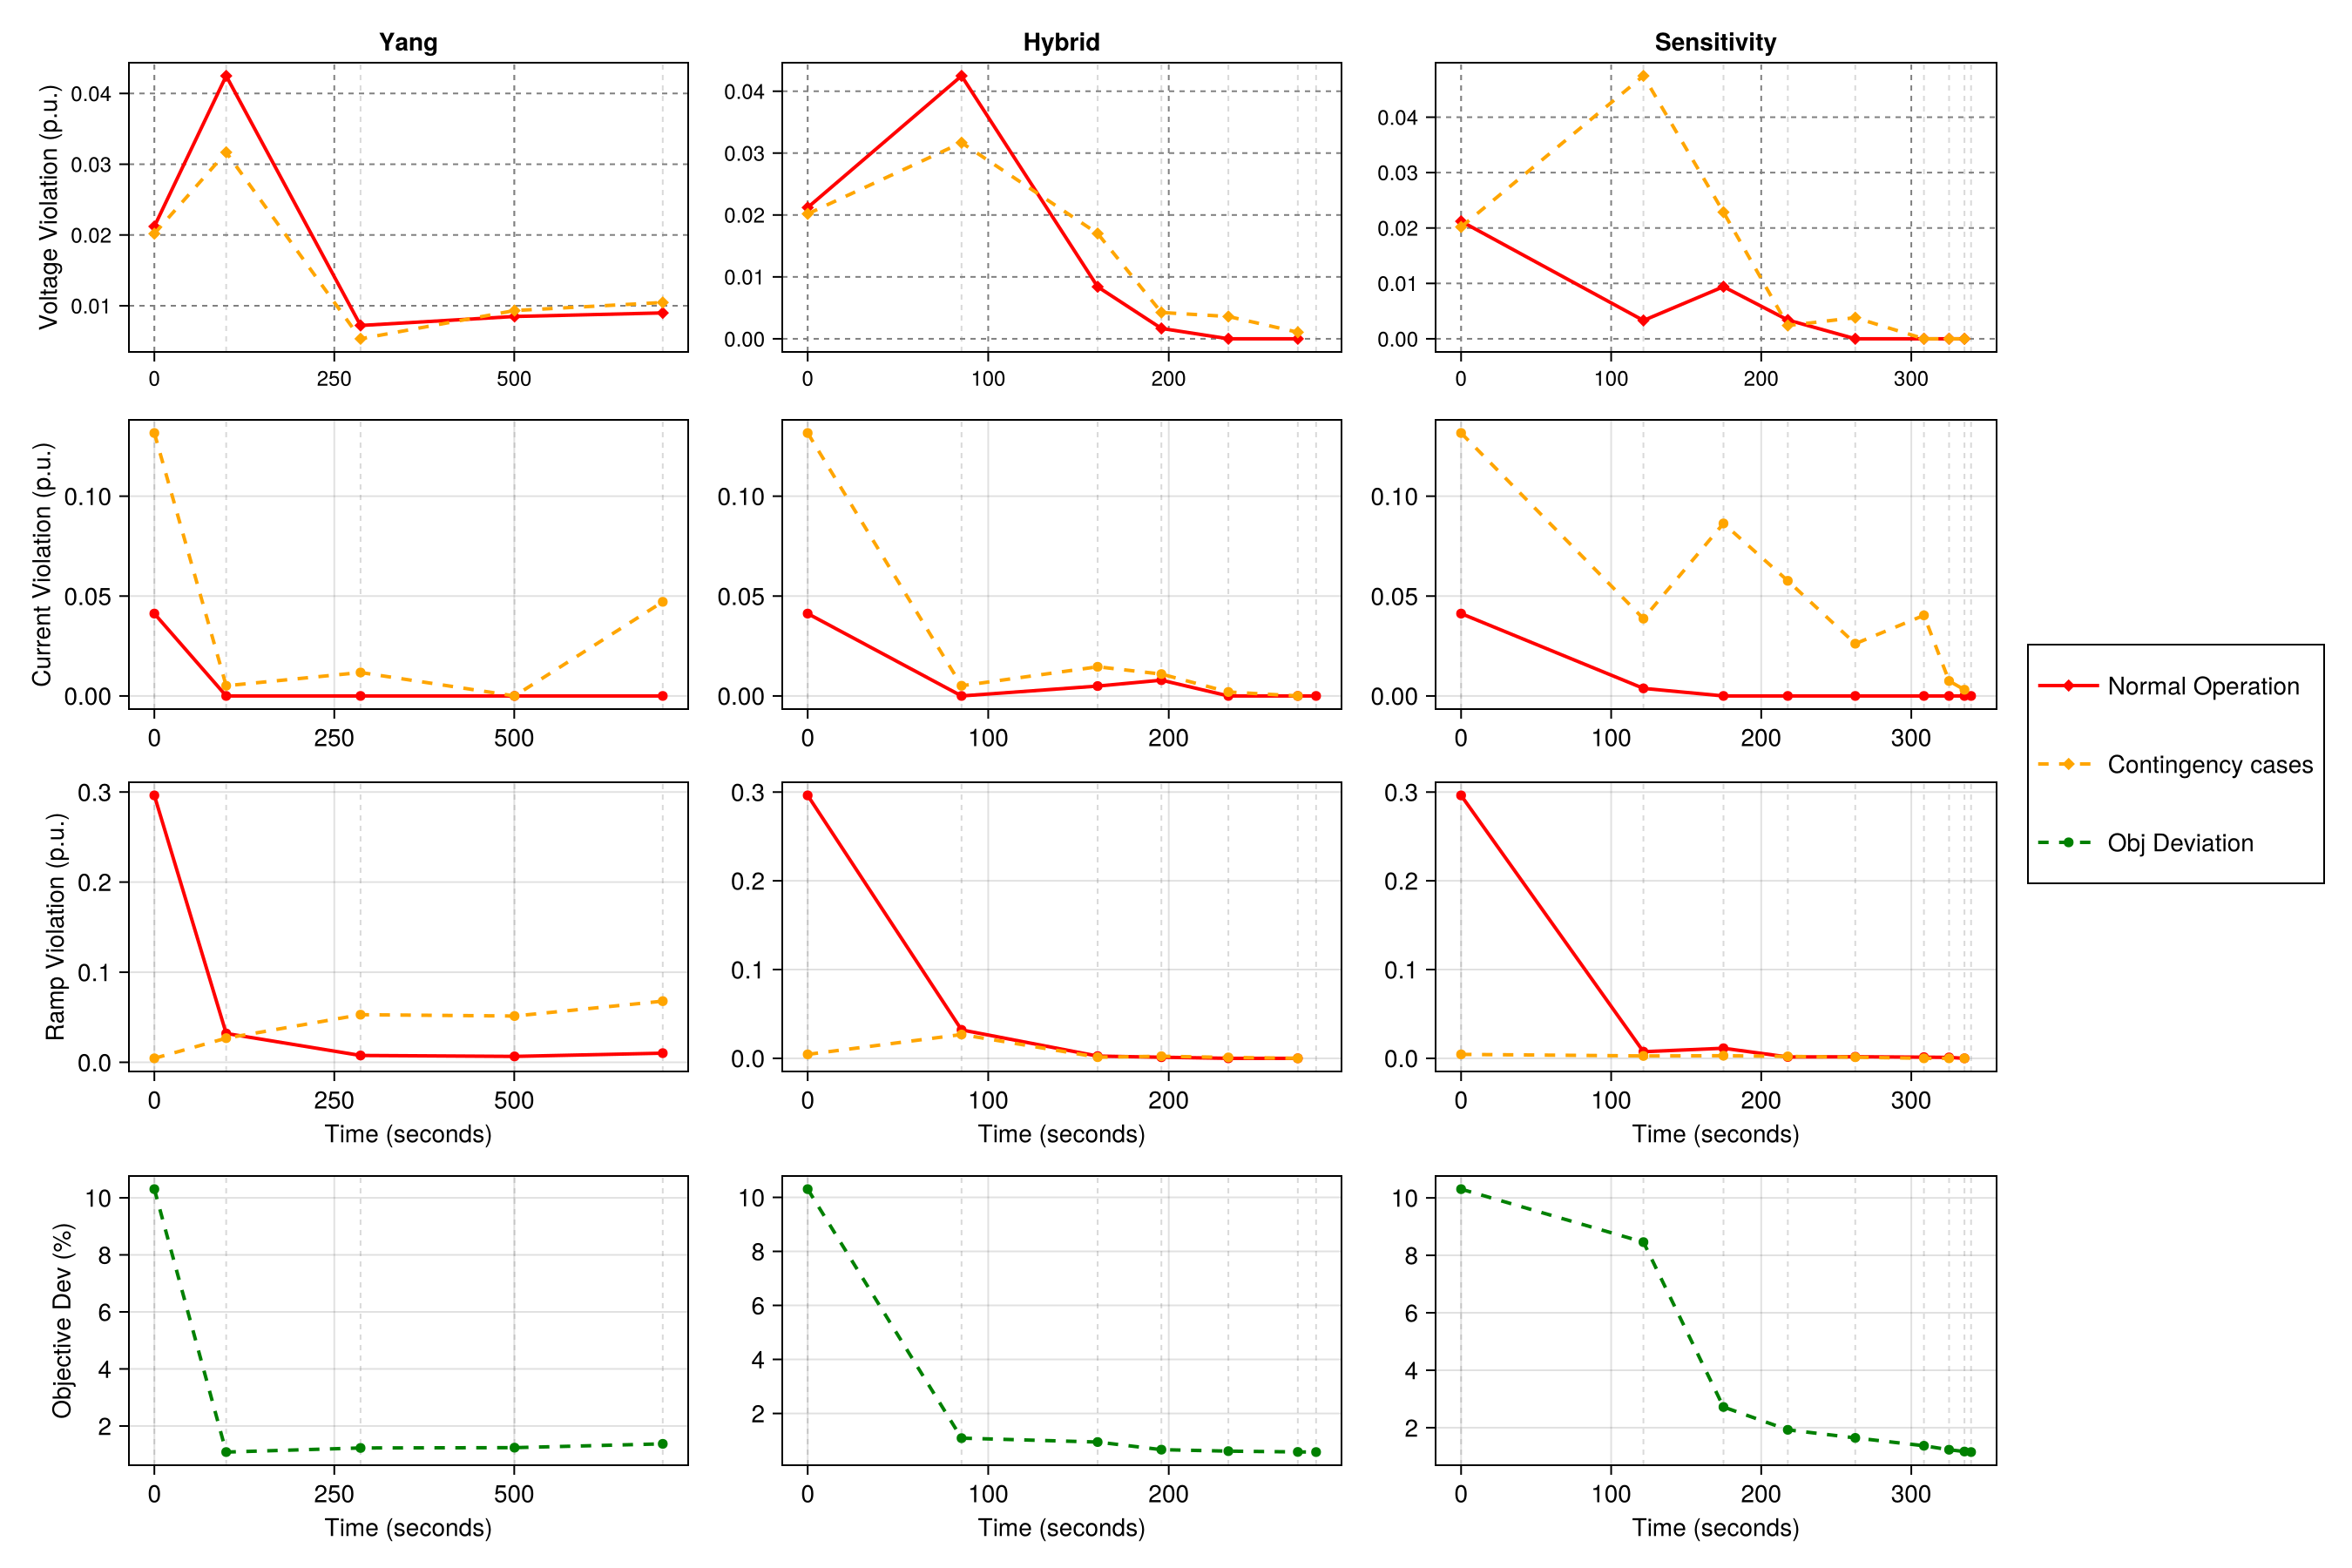 Yang Hybrid Sensitivity
Voltage Violation (p.u.)
0.04
0.03
0.02
0.01
0 250 500
0.04
0.03
0.02
0.01
0.00
0 100 200
0.04
0.03
0.02
0.01
0.00
0 100 200 300
Current Violation (p.u.)
0.10
0.05
0.00
0 250 500
0.10
0.05
0.00
0 100 200
0.10
0.05
0.00
0 100 200 300
Ramp Violation (p.u.)
0.3
0.2
0.1
0.0
0 250 500
Time (seconds)
0.3
0.2
0.1
0.0
0 100 200
Time (seconds)
0.3
0.2
0.1
0.0
0 100 200 300
Time (seconds)
Objective Dev (%)
10
8
6
4
2
0 250 500
Time (seconds)
10
8
6
4
2
0 100 200
Time (seconds)
10
8
6
4
2
0 100 200 300
Time (seconds)
Normal Operation
Contingency cases
Obj Deviation